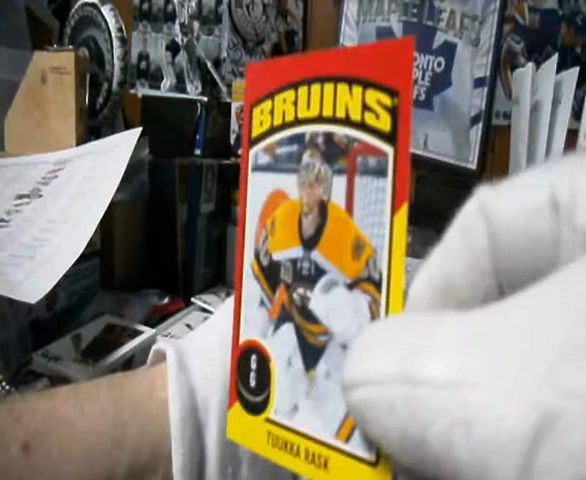 MAPLE LEAFS
TORONTO
MAPLE
LEAFS
BRUINS
G
TUUKKA RASK